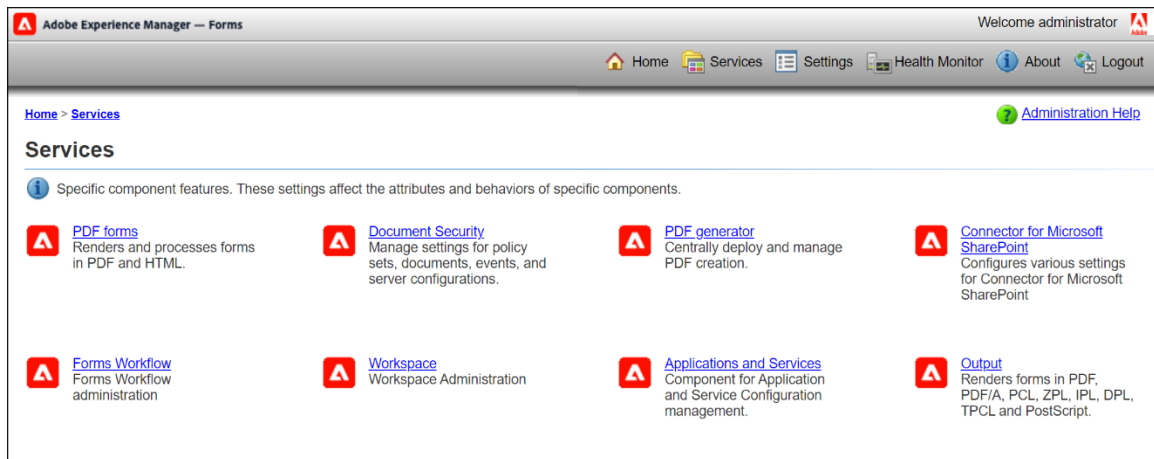 Adobe Experience Manager — Forms
Welcome administrator
Adobe
Home
Services
Settings
Health Monitor
About
Logout
Home > Services
Administration Help
Services
Specific component features. These settings affect the attributes and behaviors of specific components.
PDF forms
Renders and processes forms
in PDF and HTML.
Document Security
Manage settings for policy
sets, documents, events, and
server configurations.
PDF generator
Centrally deploy and manage
PDF creation.
Connector for Microsoft
SharePoint
Configures various settings
for Connector for Microsoft
SharePoint
Forms Workflow
Forms Workflow
administration
Workspace
Workspace Administration
Applications and Services
Component for Application
and Service Configuration
management.
Output
Renders forms in PDF,
PDF/A, PCL, ZPL, IPL, DPL,
TPCL and PostScript.